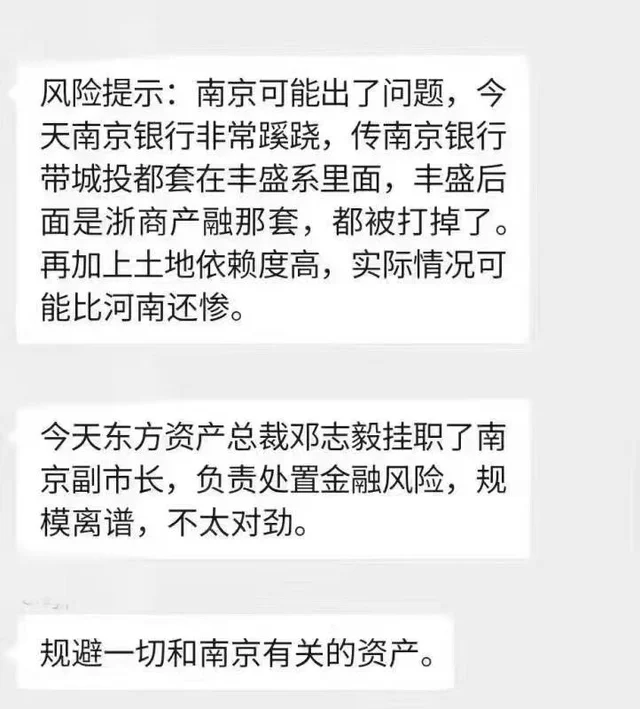 风险提示：南京可能出了问题，今
天南京银行非常蹊跷，传南京银行
带城投都套在丰盛系里面，丰盛后
面是浙商产融那套，都被打掉了。
再加上土地依赖度高，实际情况可
能比河南还惨。
今天东方资产总裁邓志毅挂职了南
京副市长，负责处置金融风险，规
模离谱，不太对劲。
规避一切和南京有关的资产。